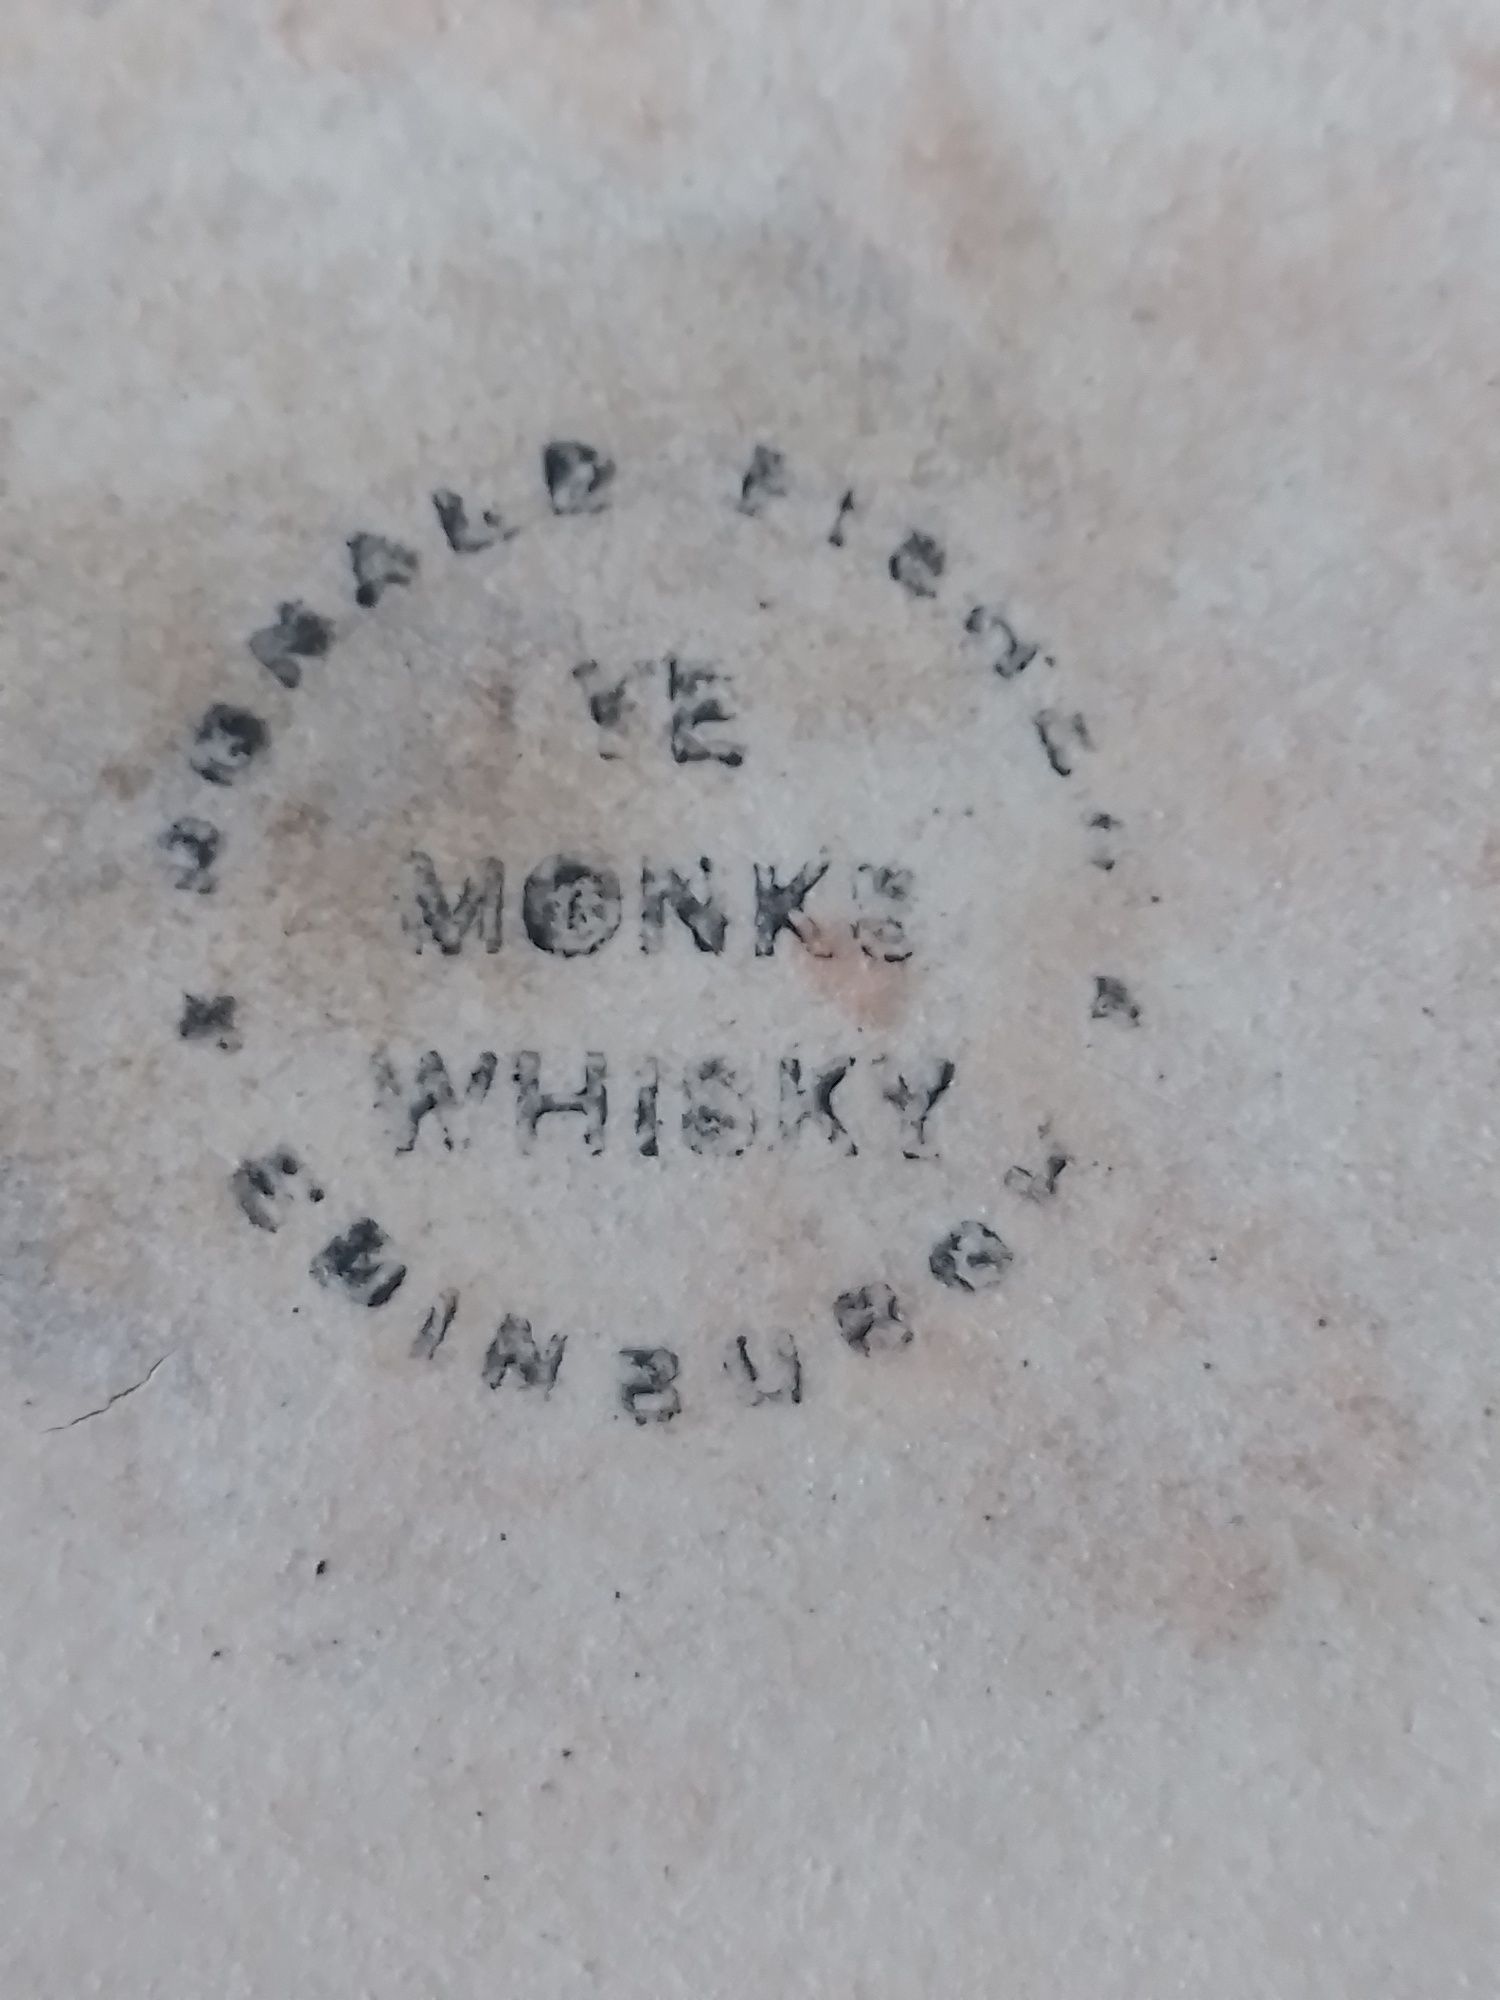 DONALD FISHER
YE
MONKS
WHISKY
EDINBURGH